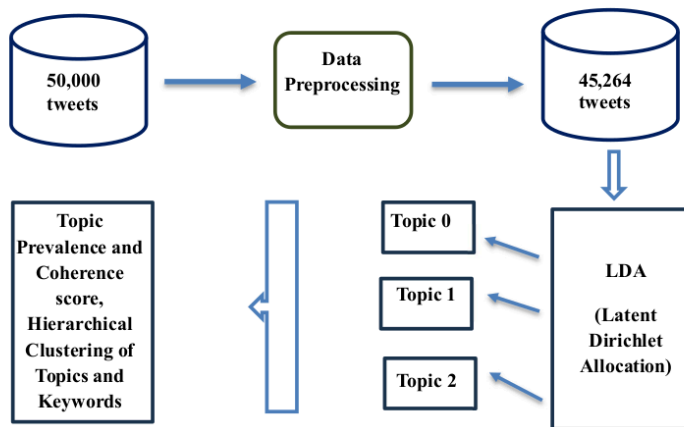 50,000
tweets
Data
Preprocessing
45,264
tweets
Topic
Prevalence and
Coherence
score,
Hierarchical
Clustering of
Topics and
Keywords
Topic 0
Topic 1
Topic 2
LDA
(Latent
Dirichlet
Allocation)